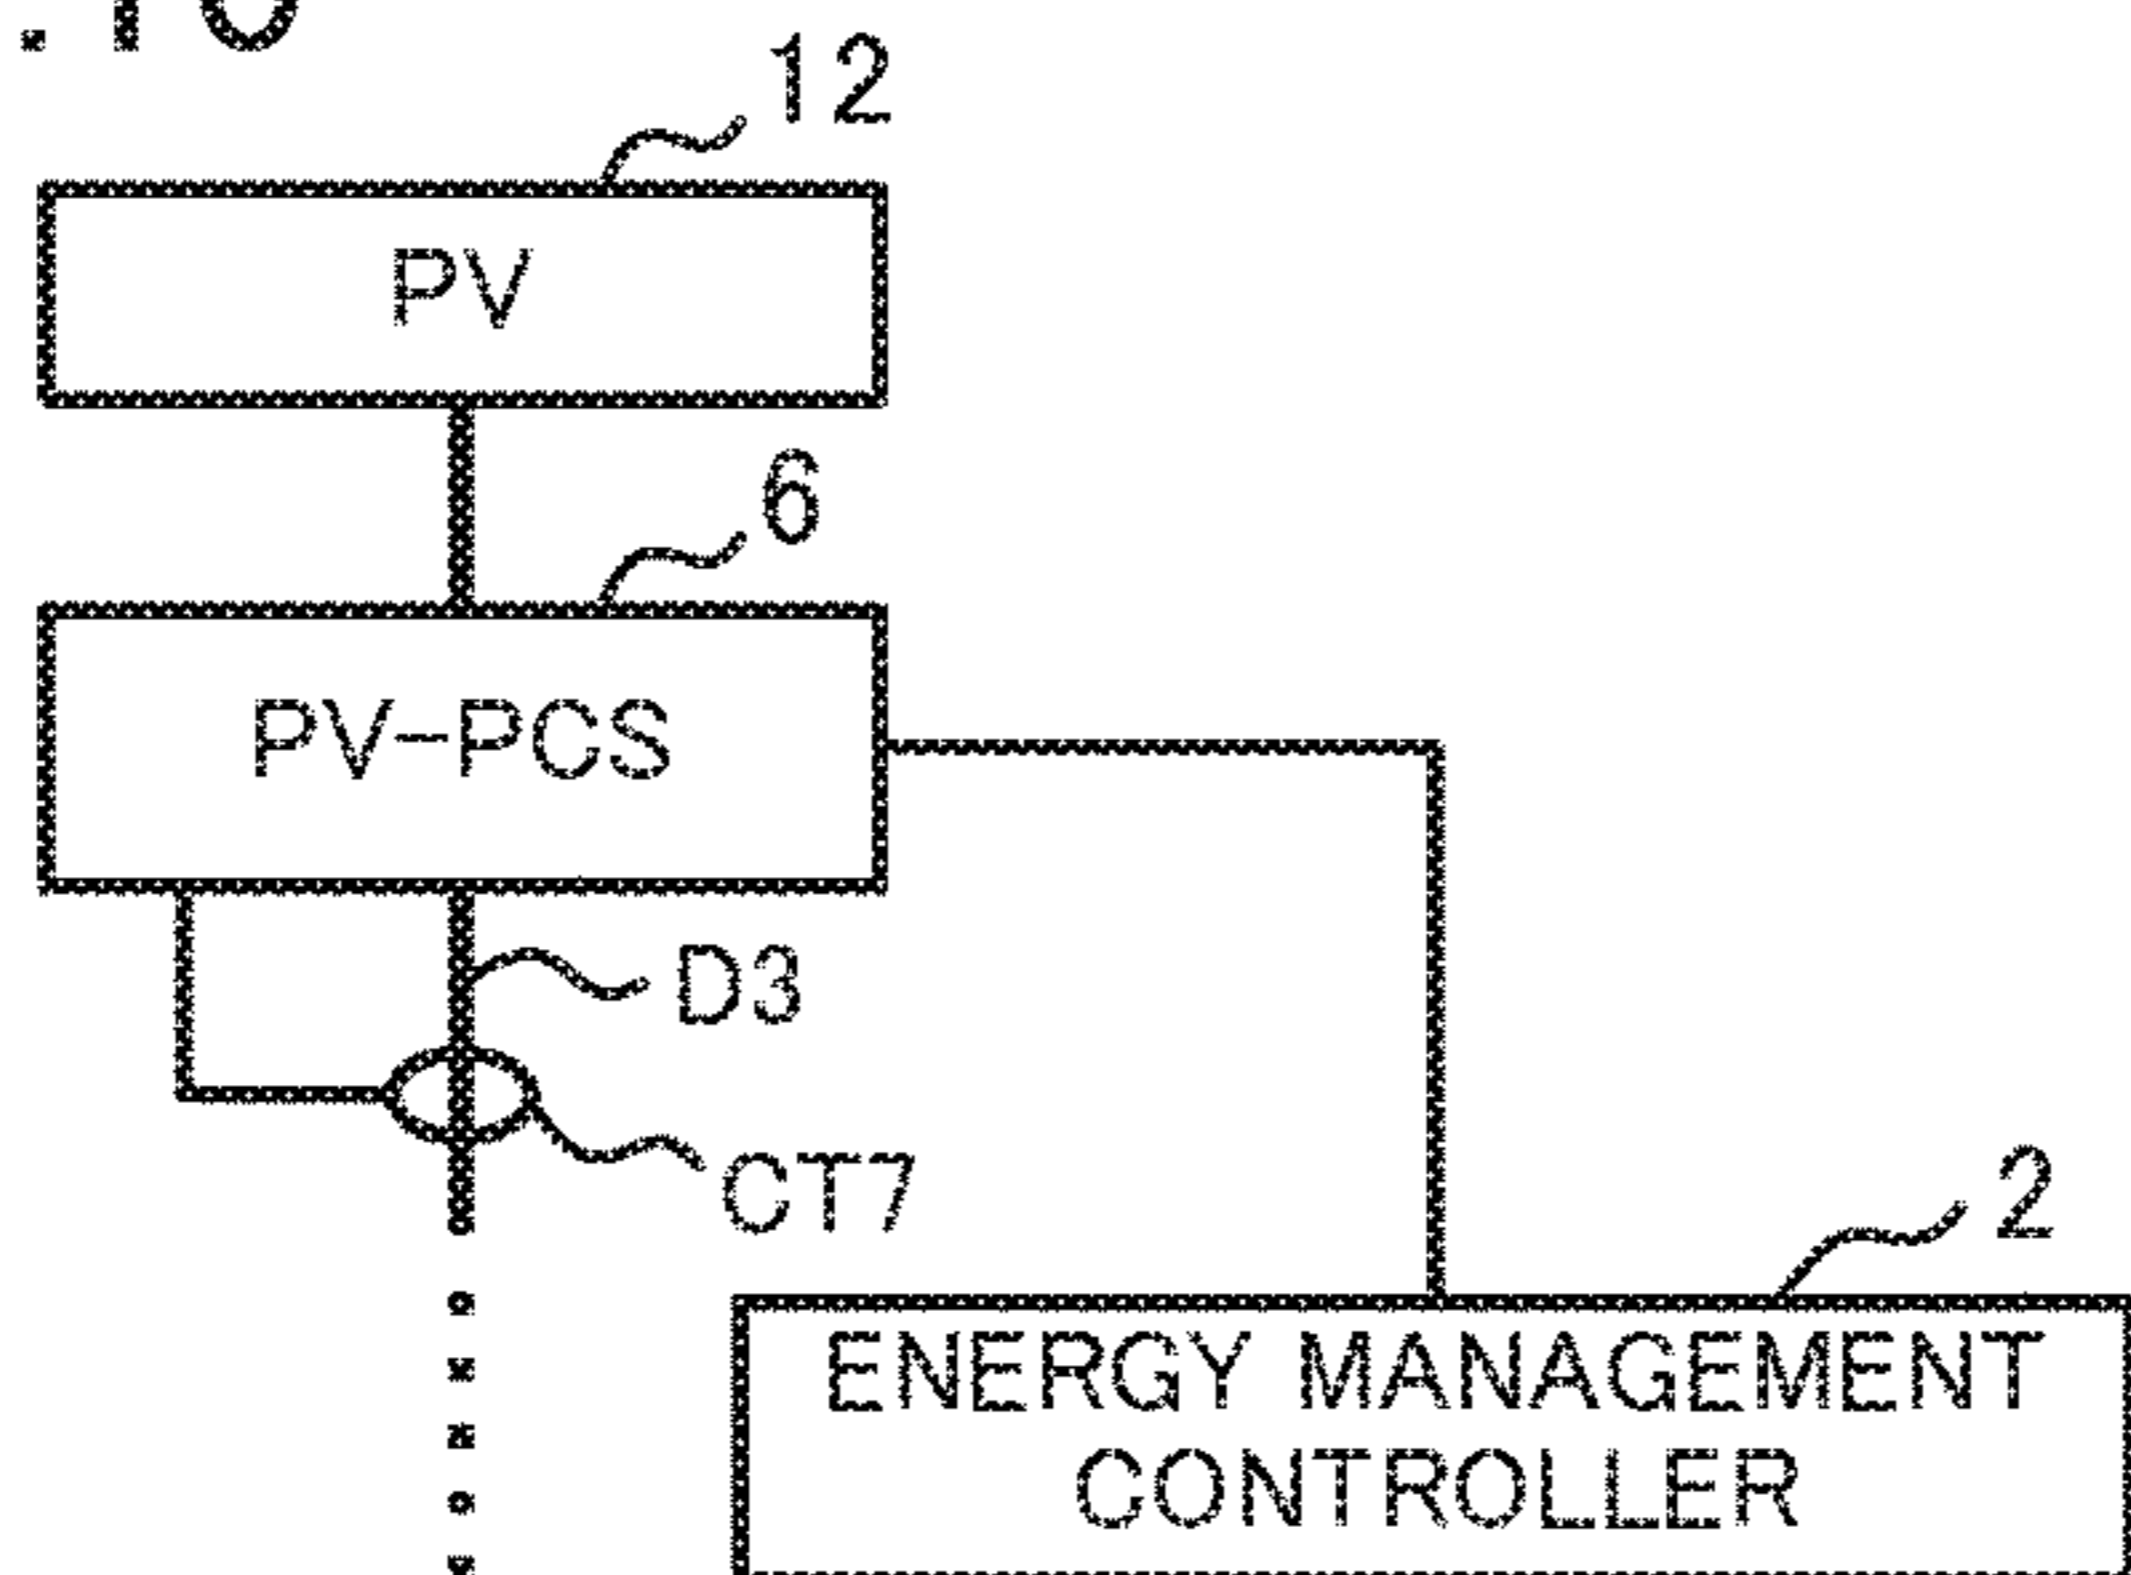 12
PV
6
PV-PCS
D3
CT7
2
ENERGY MANAGEMENT
CONTROLLER